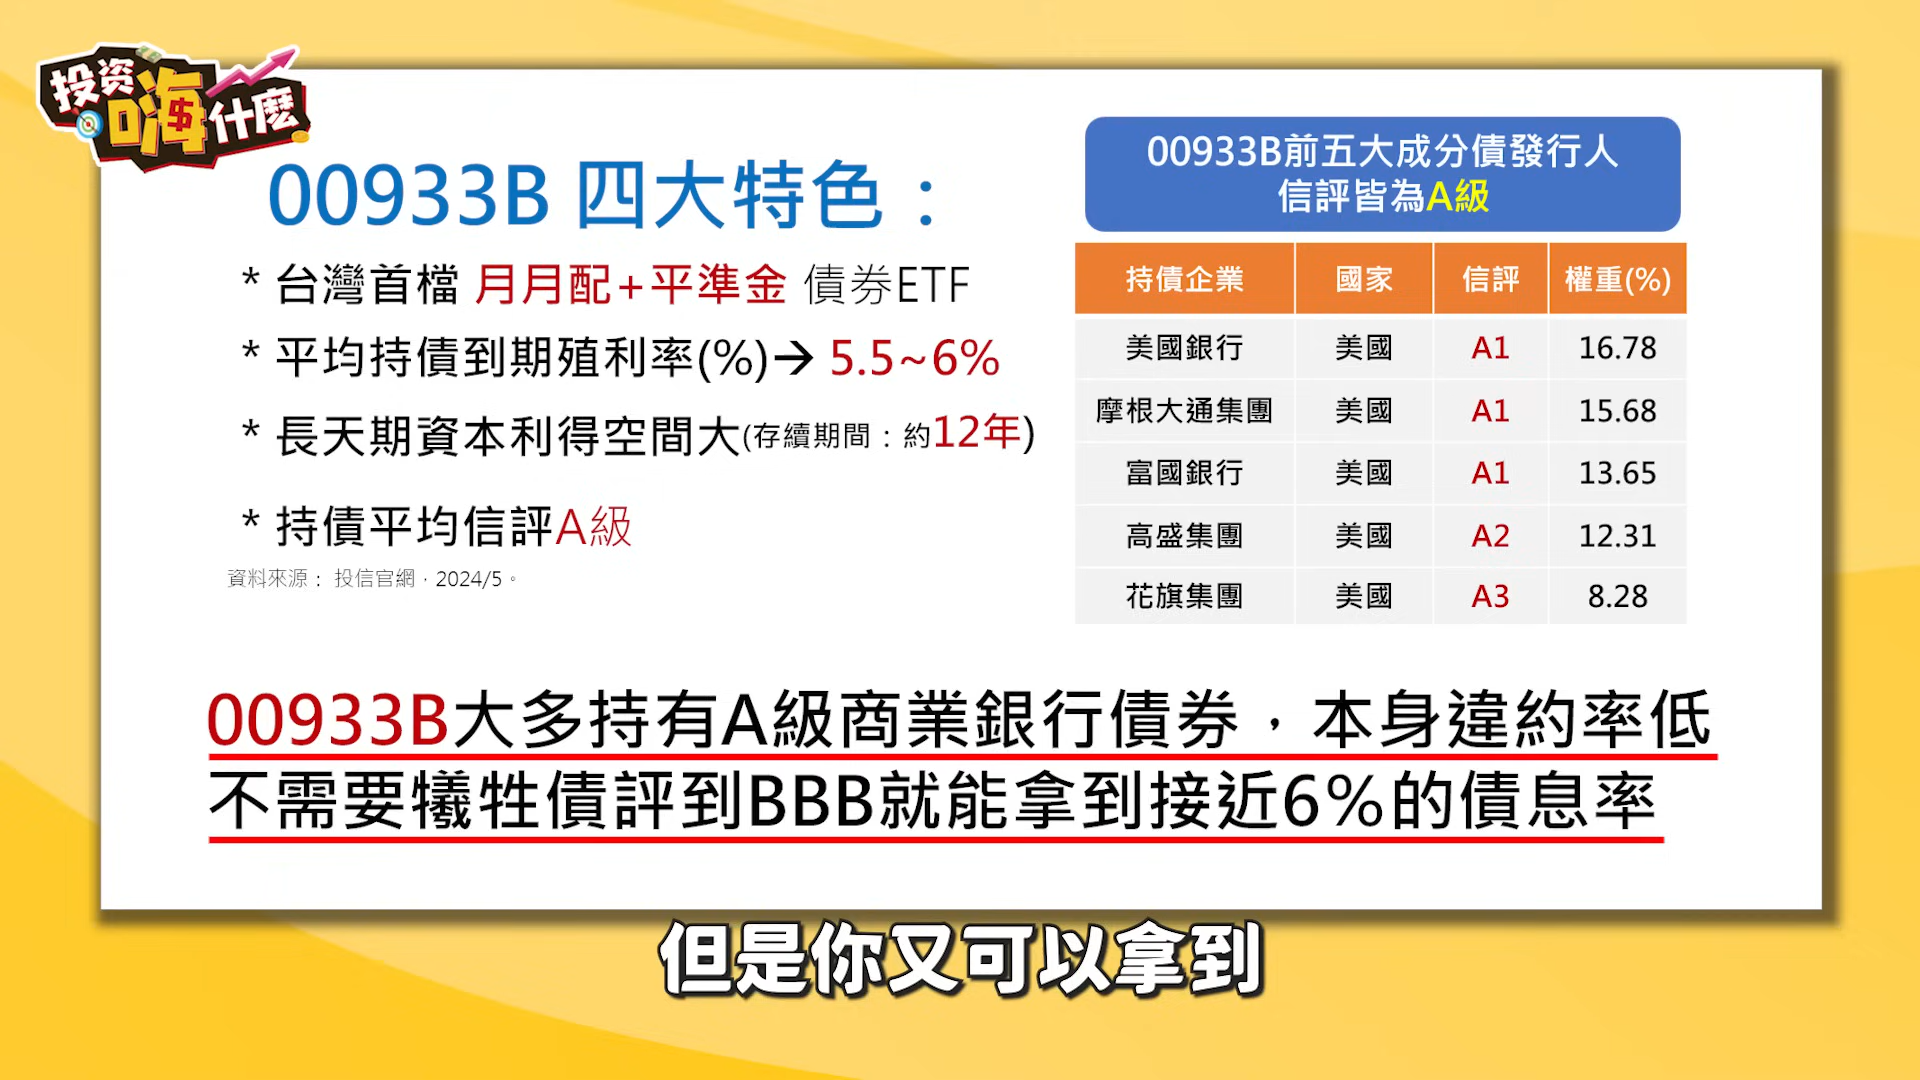 投资
嗨
什麼
00933B 四大特色：
* 台灣首檔 月月配+平準金 債券ETF
* 平均持債到期殖利率(%)→ 5.5~6%
* 長天期資本利得空間大(存續期間：約12年)
* 持債平均信評A級
資料來源： 投信官網，2024/5。
00933B前五大成分債發行人
信評皆為A級
持債企業 國家 信評 權重(%)
美國銀行 美國 A1 16.78
摩根大通集團 美國 A1 15.68
富國銀行 美國 A1 13.65
高盛集團 美國 A2 12.31
花旗集團 美國 A3 8.28
00933B大多持有A級商業銀行債券，本身違約率低
不需要犧牲債評到BBB就能拿到接近6%的債息率
但是你又可以拿到